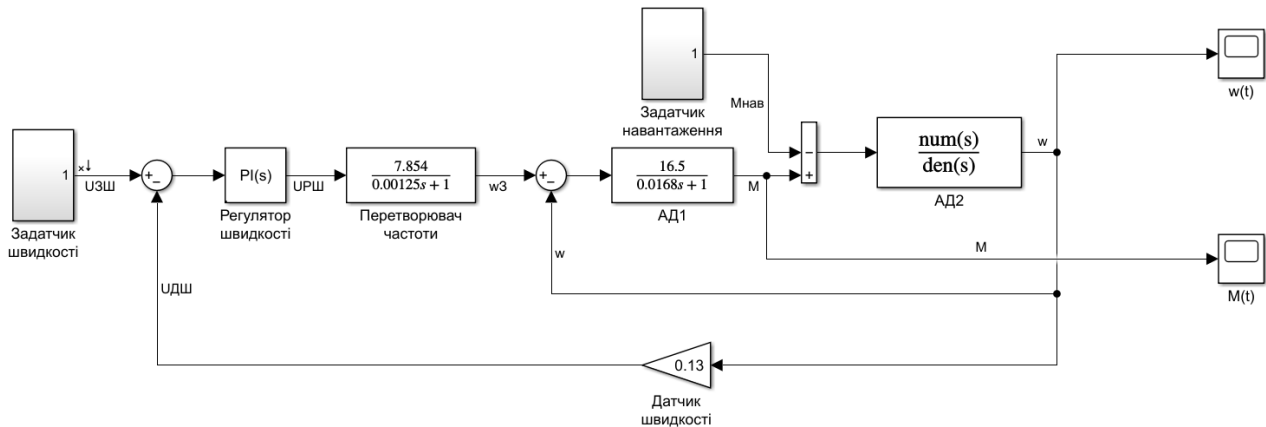 1
Задатчик
навантаження
Mнав
w(t)
1
UЗШ
Задатчик
швидкості
+
−
PI(s)
Регулятор
швидкості
UРШ
7.854
0.00125s + 1
Перетворювач
частоти
wЗ
+
−
16.5
0.0168s + 1
АД1
M
−
+
num(s)
den(s)
АД2
w
M
M(t)
w
UДШ
0.13
Датчик
швидкості